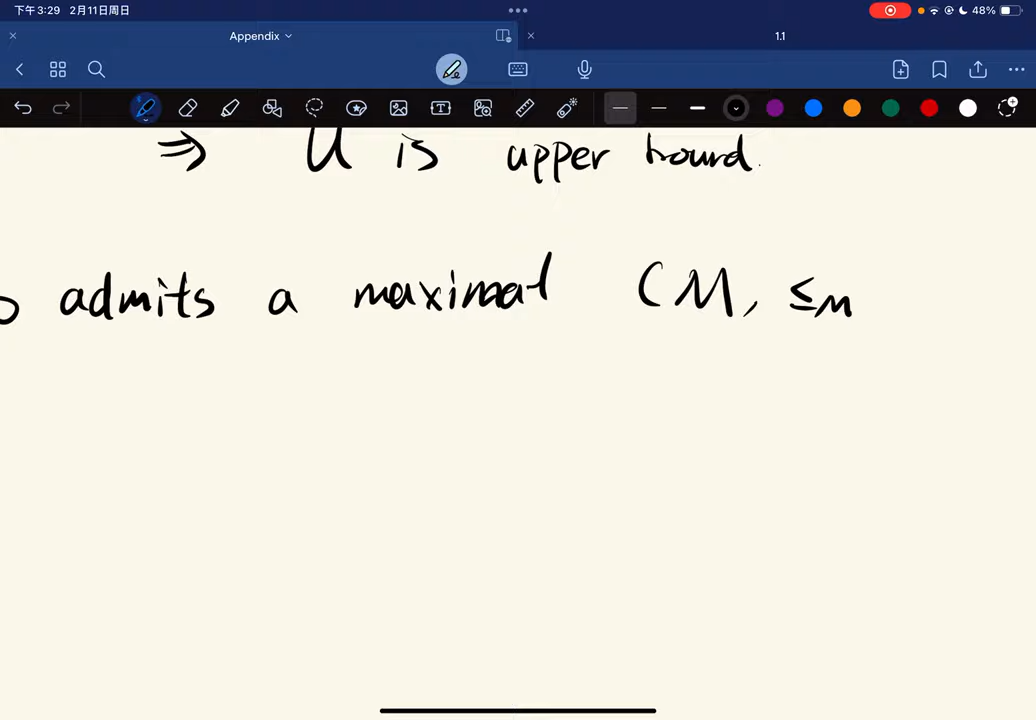 下午3:29 2月11日周日 48%
Appendix 1.1
⇒ U is upper bound.
admits a maximal (M, ≤m